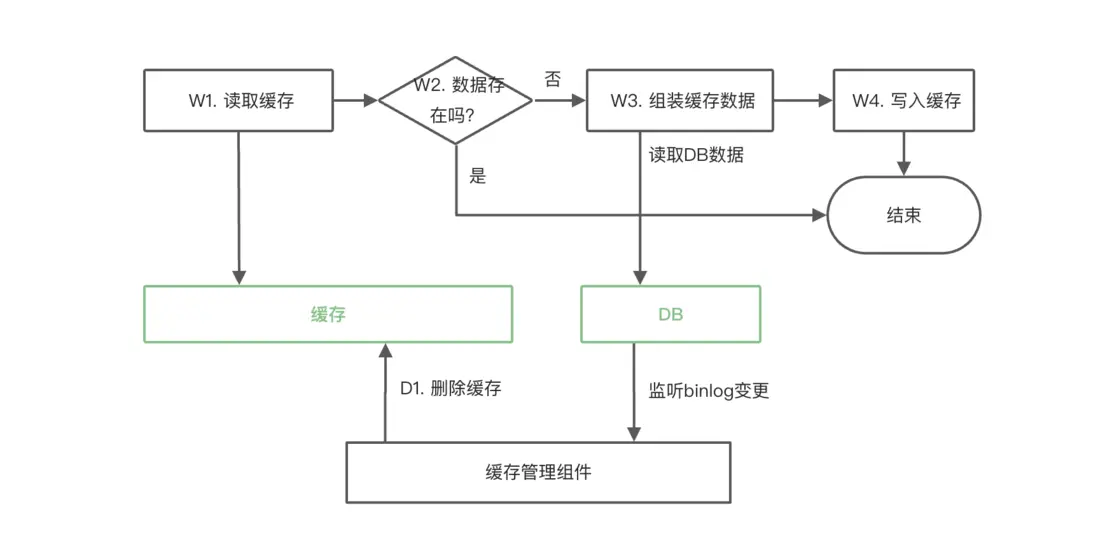 W1. 读取缓存
W2. 数据存
在吗？
否
W3. 组装缓存数据
W4. 写入缓存
读取DB数据
是
结束
缓存
DB
D1. 删除缓存
监听binlog变更
缓存管理组件